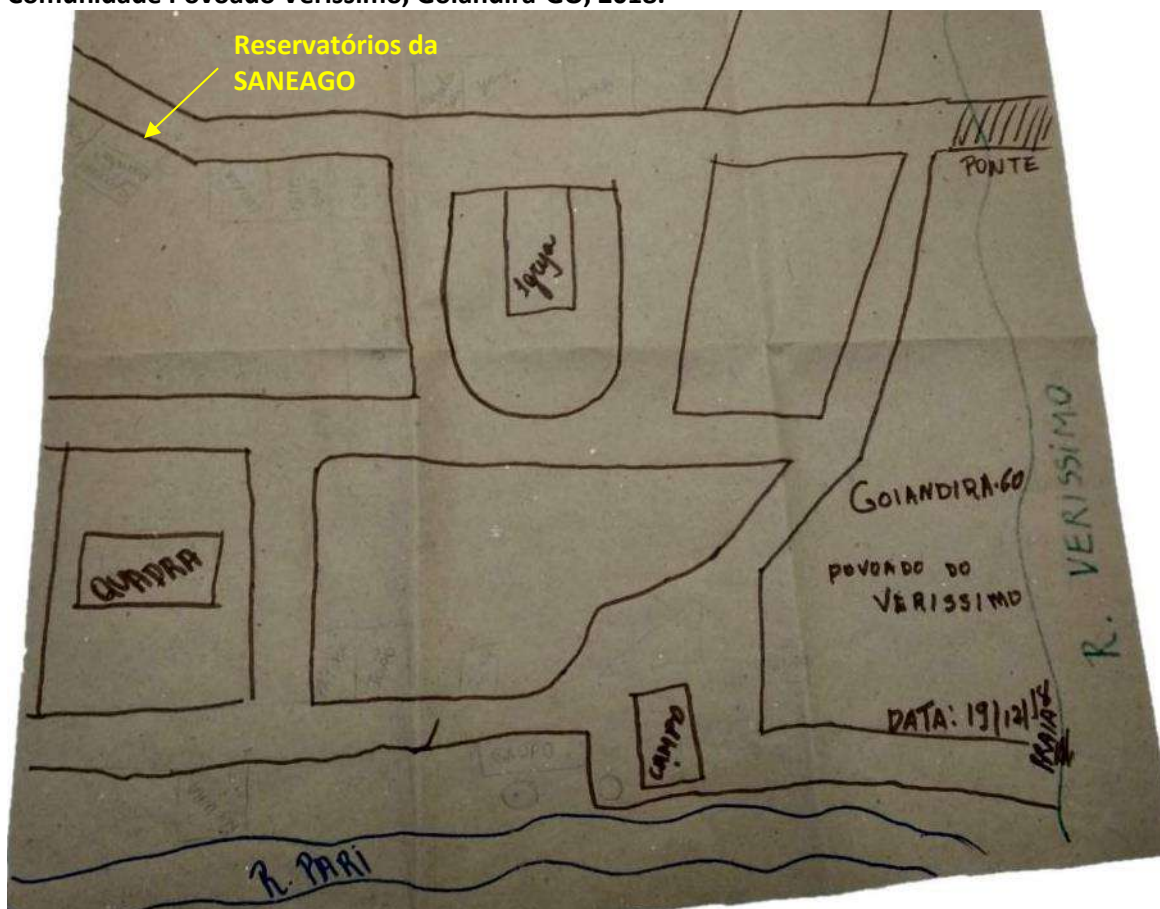 Comunidade Povoado Veríssimo, Goiandira-GO, 2018.
Reservatórios da
SANEAGO
PONTE
Igreja
R. VERISSIMO
GOIANDIRA-GO
QUADRA
POVOADO DO
VERISSIMO
DATA: 19/12/18
PRAIA
CAMPO
R. PARI